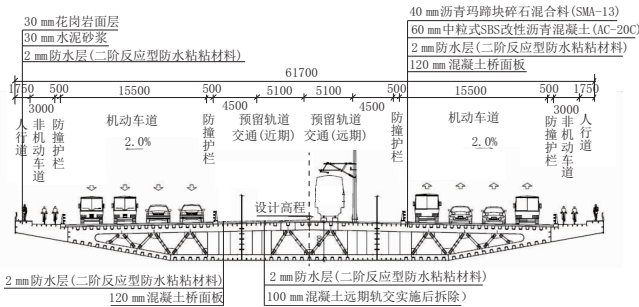 30 mm花岗岩面层
30 mm水泥砂浆
2 mm防水层(二阶反应型防水粘粘材料)
40 mm沥青玛蹄块碎石混合料(SMA-13)
60 mm中粒式SBS改性沥青混凝土(AC-20C)
2 mm防水层(二阶反应型防水粘粘材料)
120 mm混凝土桥面板
61700
1750 500 15500 500 5100 5100 500 15500 500 1750
3000 4500 4500 3000
人行道
非机动车道
防撞护栏
机动车道
2.0%
防撞护栏
预留轨道
交通(近期)
预留轨道
交通(远期)
防撞护栏
机动车道
2.0%
防撞护栏
非机动车道
人行道
设计高程
2 mm防水层(二阶反应型防水粘粘材料)
120 mm混凝土桥面板
2 mm防水层(二阶反应型防水粘粘材料)
100 mm混凝土远期轨交实施后拆除)